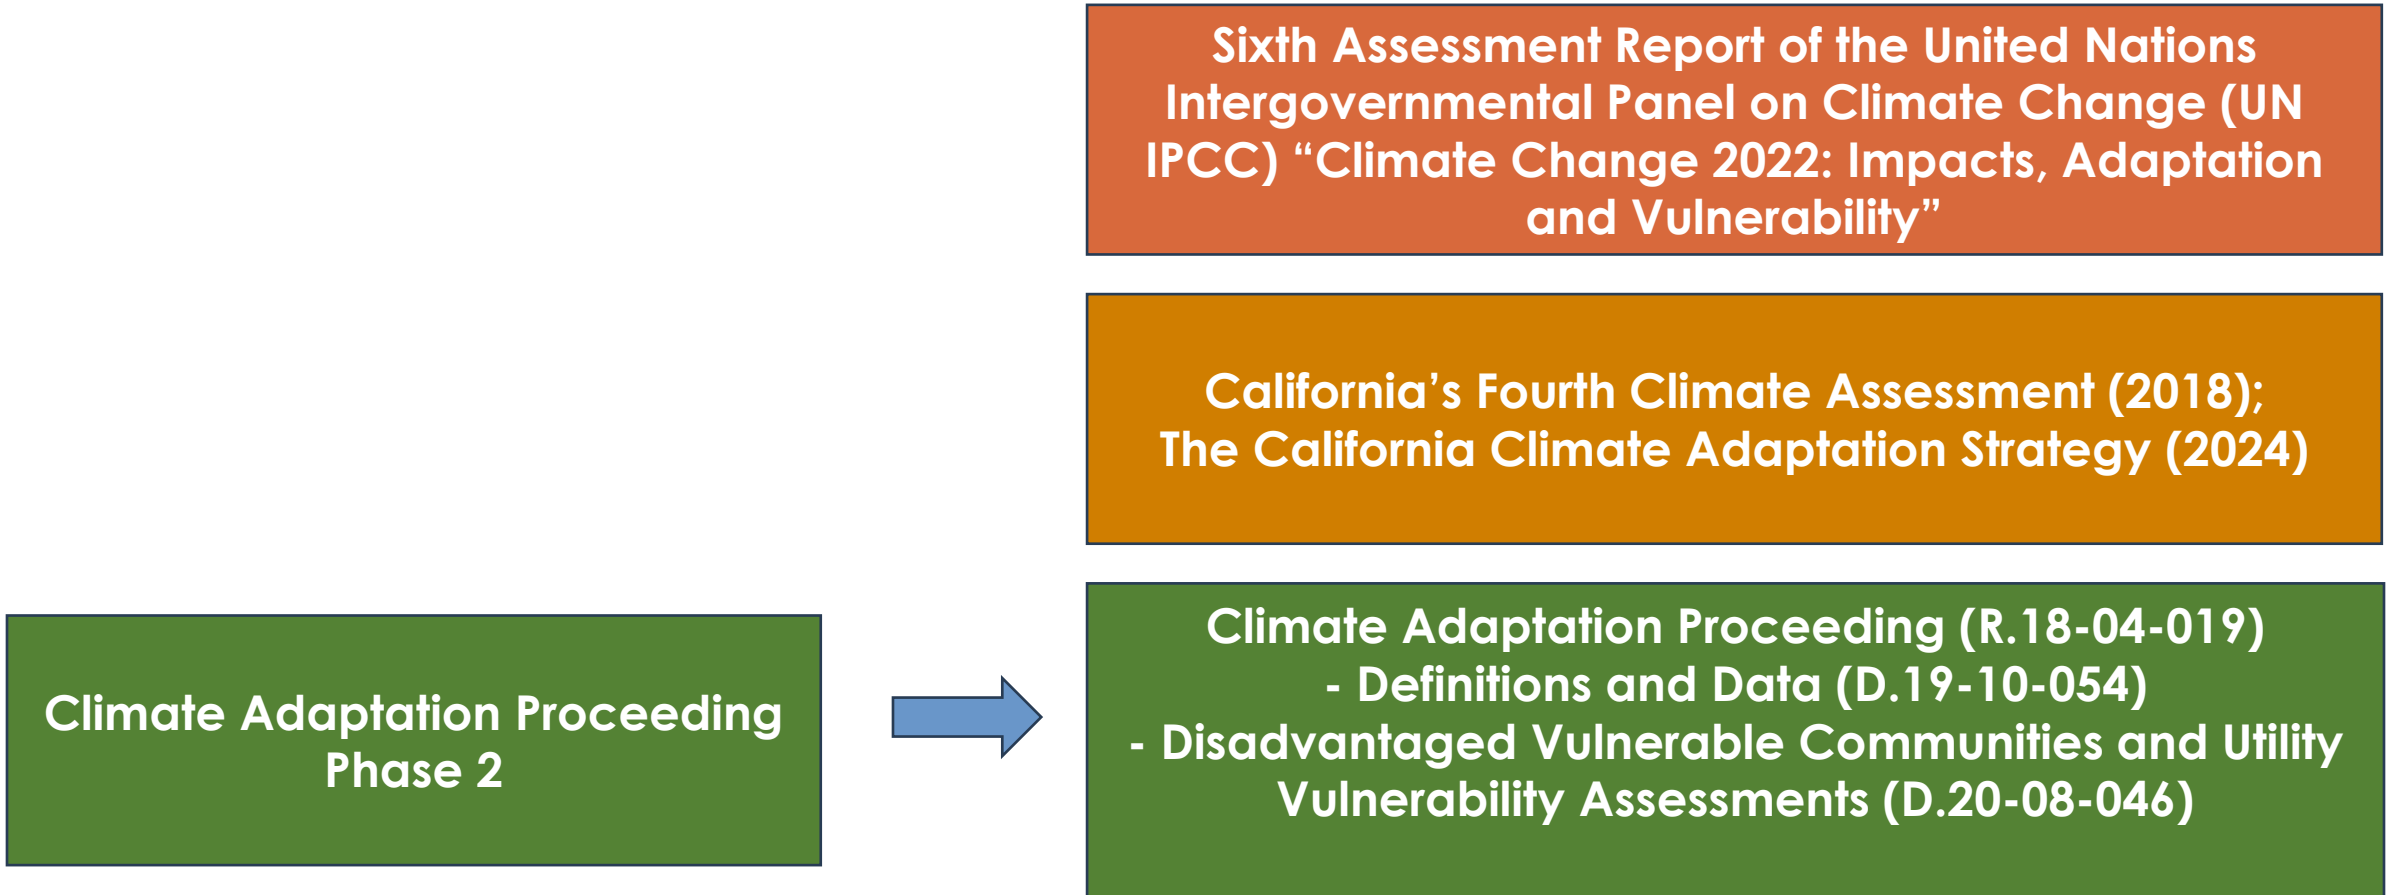 Sixth Assessment Report of the United Nations
Intergovernmental Panel on Climate Change (UN
IPCC) “Climate Change 2022: Impacts, Adaptation
and Vulnerability”
California’s Fourth Climate Assessment (2018);
The California Climate Adaptation Strategy (2024)
Climate Adaptation Proceeding
Phase 2
Climate Adaptation Proceeding (R.18-04-019)
- Definitions and Data (D.19-10-054)
- Disadvantaged Vulnerable Communities and Utility
Vulnerability Assessments (D.20-08-046)